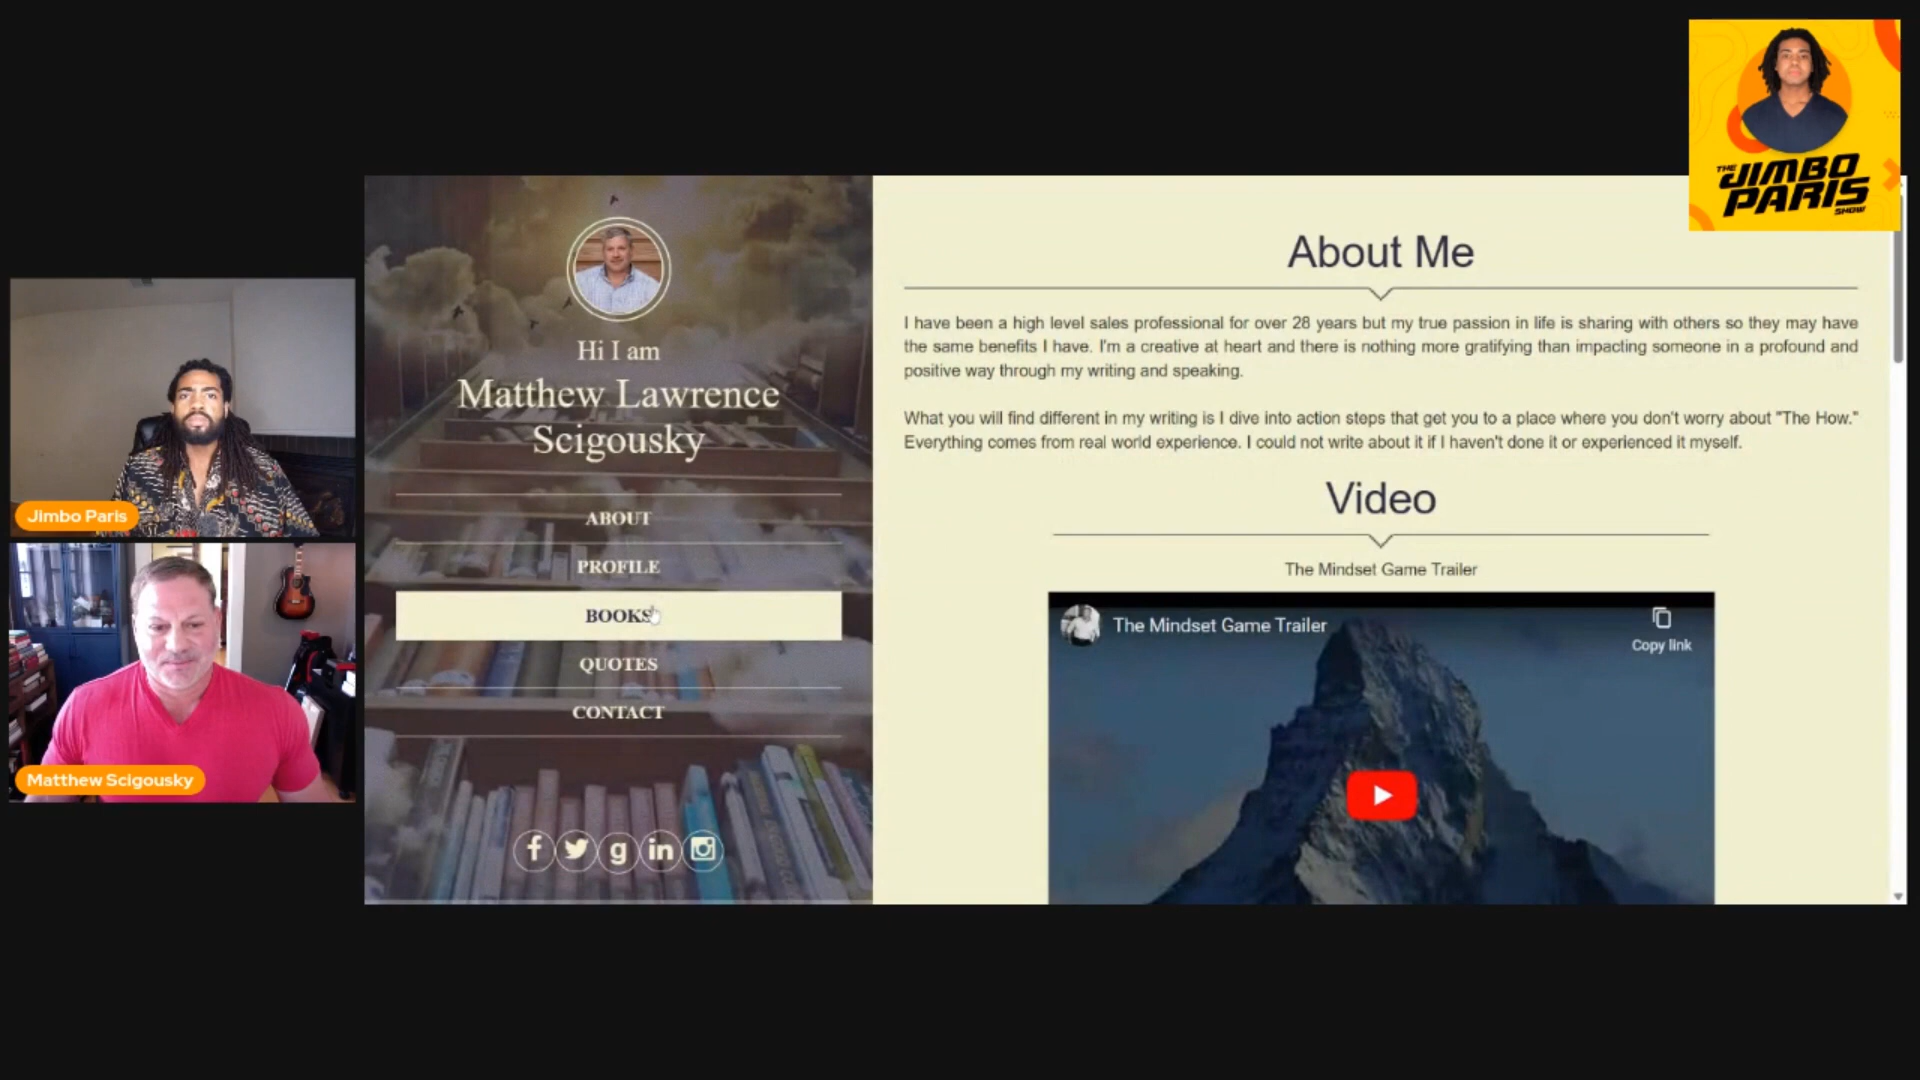 THE
JIMBO
PARIS
SHOW
Jimbo Paris
Matthew Scigousky
Hi I am
Matthew Lawrence
Scigousky
ABOUT
PROFILE
BOOKS
QUOTES
CONTACT
f
g
in
About Me
I have been a high level sales professional for over 28 years but my true passion in life is sharing with others so they may have
the same benefits I have. I'm a creative at heart and there is nothing more gratifying than impacting someone in a profound and
positive way through my writing and speaking.
What you will find different in my writing is I dive into action steps that get you to a place where you don't worry about "The How."
Everything comes from real world experience. I could not write about it if I haven't done it or experienced it myself.
Video
The Mindset Game Trailer
The Mindset Game Trailer
Copy link